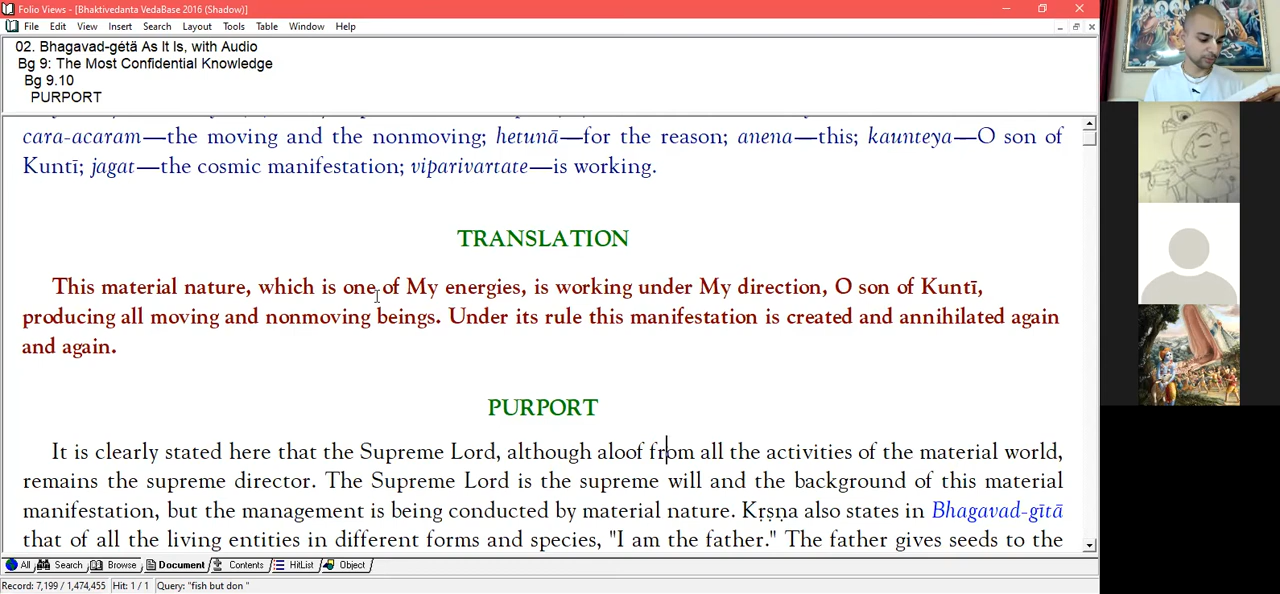 Folio Views - [Bhaktivedanta VedaBase 2016 (Shadow)]
File Edit View Insert Search Layout Tools Table Window Help
02. Bhagavad-gétä As It Is, with Audio
Bg 9: The Most Confidential Knowledge
Bg 9.10
PURPORT
cara-acaram—the moving and the nonmoving; hetunā—for the reason; anena—this; kaunteya—O son of
Kuntī; jagat—the cosmic manifestation; viparivartate—is working.
TRANSLATION
This material nature, which is one of My energies, is working under My direction, O son of Kuntī,
producing all moving and nonmoving beings. Under its rule this manifestation is created and annihilated again
and again.
PURPORT
It is clearly stated here that the Supreme Lord, although aloof from all the activities of the material world,
remains the supreme director. The Supreme Lord is the supreme will and the background of this material
manifestation, but the management is being conducted by material nature. Kṛṣṇa also states in Bhagavad-gītā
that of all the living entities in different forms and species, "I am the father." The father gives seeds to the
All Search Browse Document Contents HitList Object
Record: 7,199 / 1,474,455 Hit: 1 / 1 Query: "fish but don "